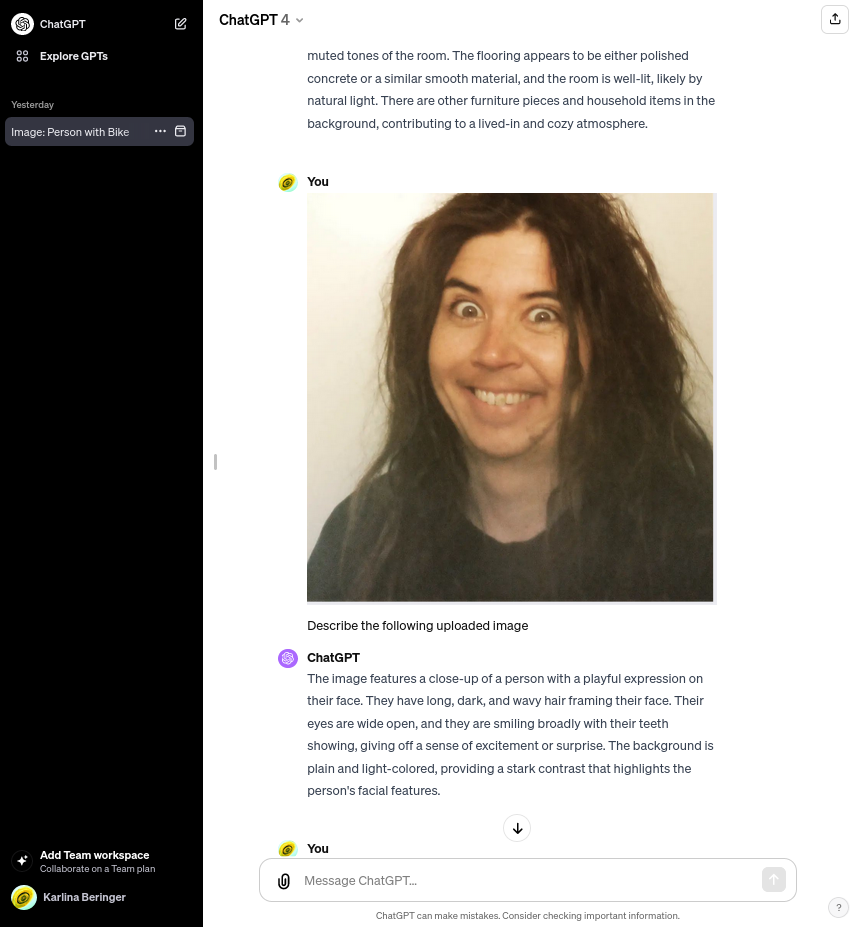 ChatGPT
Explore GPTs
Yesterday
Image: Person with Bike
Add Team workspace
Collaborate on a Team plan
Karlina Beringer
ChatGPT 4
muted tones of the room. The flooring appears to be either polished
concrete or a similar smooth material, and the room is well-lit, likely by
natural light. There are other furniture pieces and household items in the
background, contributing to a lived-in and cozy atmosphere.
You
Describe the following uploaded image
ChatGPT
The image features a close-up of a person with a playful expression on
their face. They have long, dark, and wavy hair framing their face. Their
eyes are wide open, and they are smiling broadly with their teeth
showing, giving off a sense of excitement or surprise. The background is
plain and light-colored, providing a stark contrast that highlights the
person's facial features.
You
Message ChatGPT...
ChatGPT can make mistakes. Consider checking important information.
?